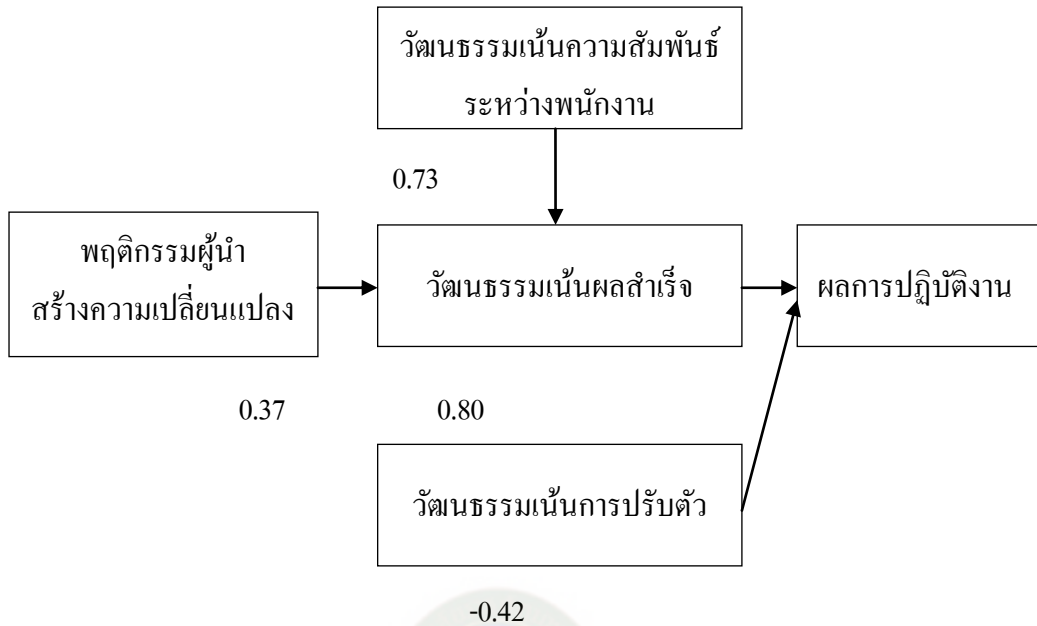 วัฒนธรรมเน้นความสัมพันธ์
ระหว่างพนักงาน
0.73
พฤติกรรมผู้นำ
สร้างความเปลี่ยนแปลง
วัฒนธรรมเน้นผลสำเร็จ
ผลการปฏิบัติงาน
0.37
0.80
วัฒนธรรมเน้นการปรับตัว
-0.42